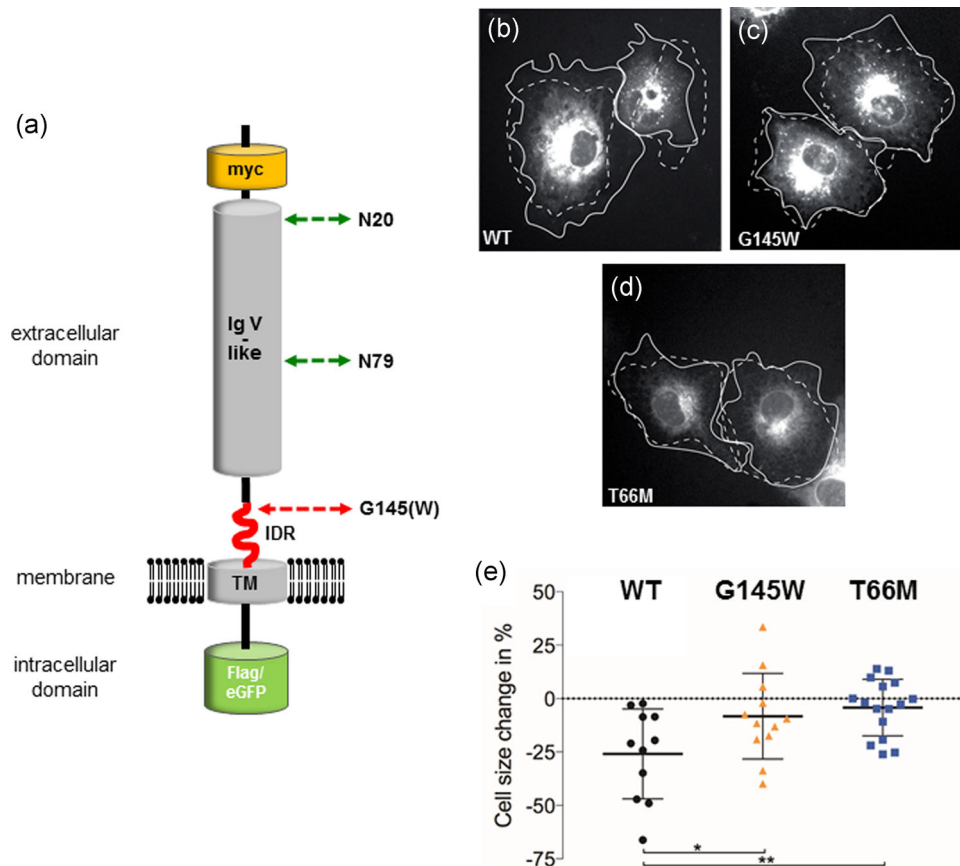 (a)
myc
N20
extracellular
domain
Ig V
-
like
N79
G145(W)
IDR
membrane
TM
intracellular
domain
Flag/
eGFP
(b)
WT
(c)
G145W
(d)
T66M
(e)
WT G145W T66M
Cell size change in %
50
25
0
-25
-50
-75
*
**